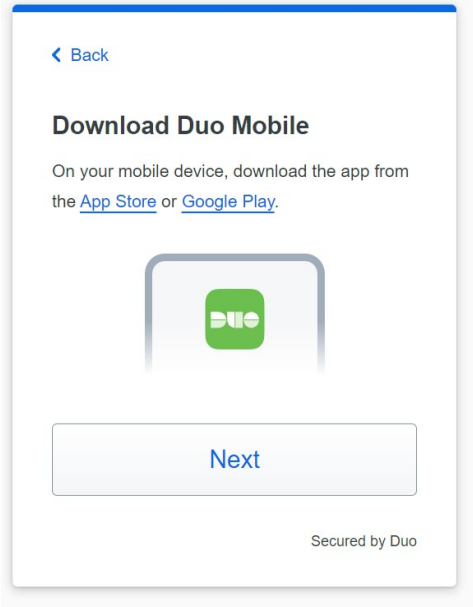 Back
Download Duo Mobile
On your mobile device, download the app from
the App Store or Google Play.
DUO
Next
Secured by Duo